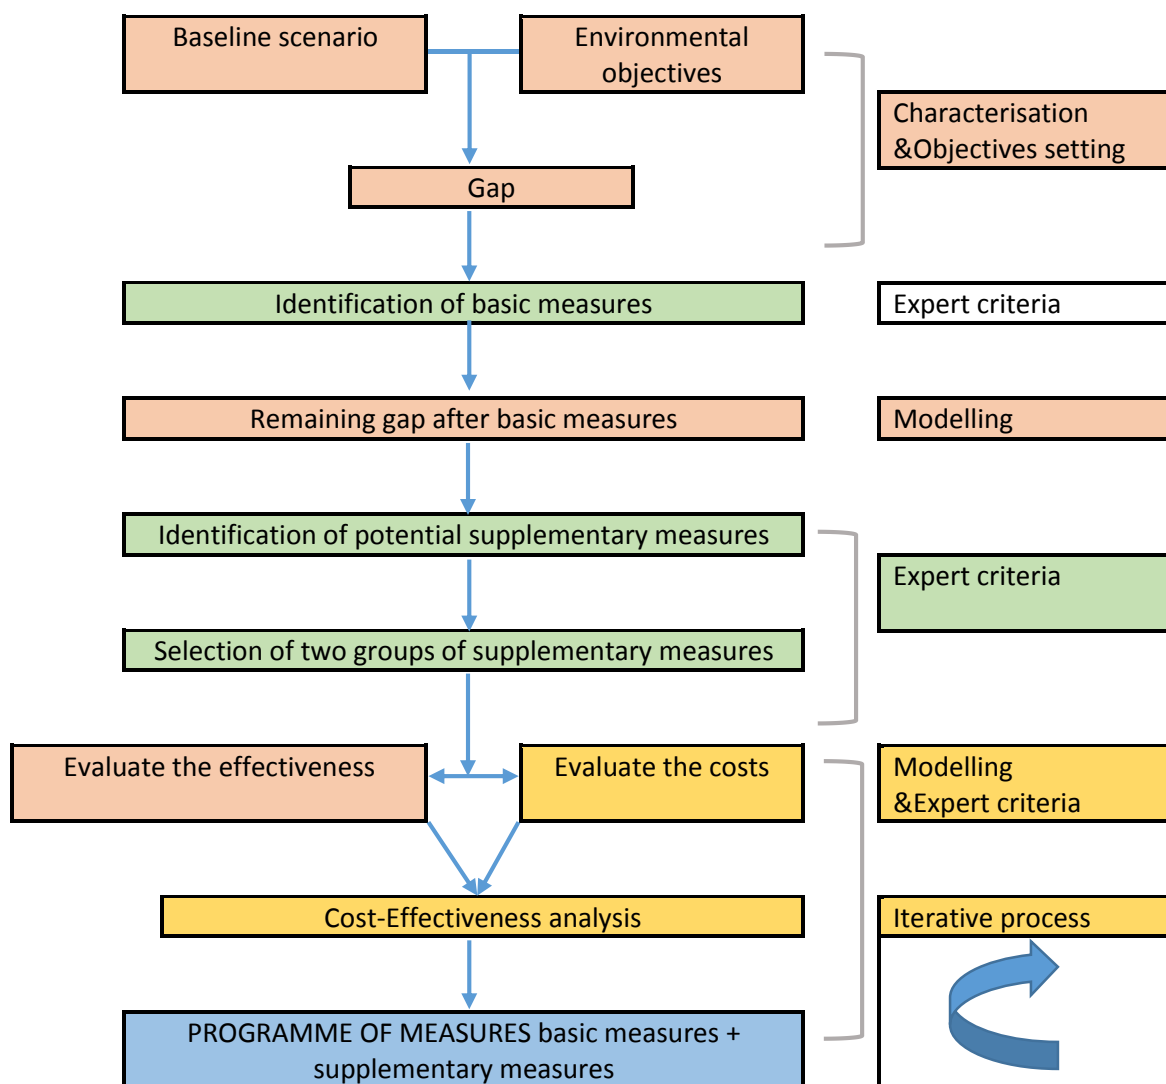 Baseline scenario
Environmental
objectives
Characterisation
&Objectives setting
Gap
Identification of basic measures
Expert criteria
Remaining gap after basic measures
Modelling
Identification of potential supplementary measures
Expert criteria
Selection of two groups of supplementary measures
Evaluate the effectiveness
Evaluate the costs
Modelling
&Expert criteria
Cost-Effectiveness analysis
Iterative process
PROGRAMME OF MEASURES basic measures +
supplementary measures